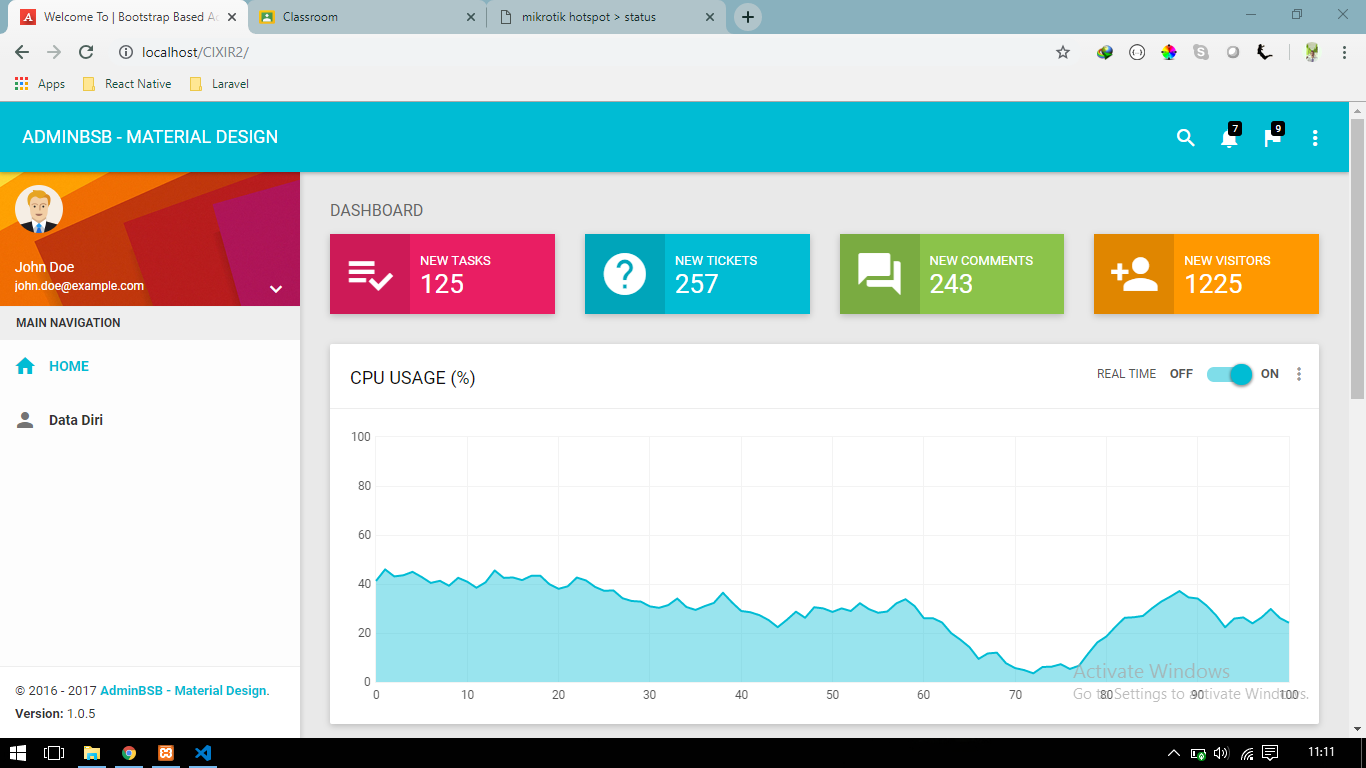 Welcome To | Bootstrap Based Ad
Classroom
mikrotik hotspot > status
localhost/CIXIR2/
Apps
React Native
Laravel
ADMINBSB - MATERIAL DESIGN
7
9
John Doe
john.doe@example.com
MAIN NAVIGATION
HOME
Data Diri
© 2016 - 2017 AdminBSB - Material Design.
Version: 1.0.5
DASHBOARD
NEW TASKS
125
NEW TICKETS
257
NEW COMMENTS
243
NEW VISITORS
1225
CPU USAGE (%)
REAL TIME OFF ON
100
80
60
40
20
0
0 10 20 30 40 50 60 70 80 90 100
Activate Windows
Go to Settings to activate Windows.
11:11